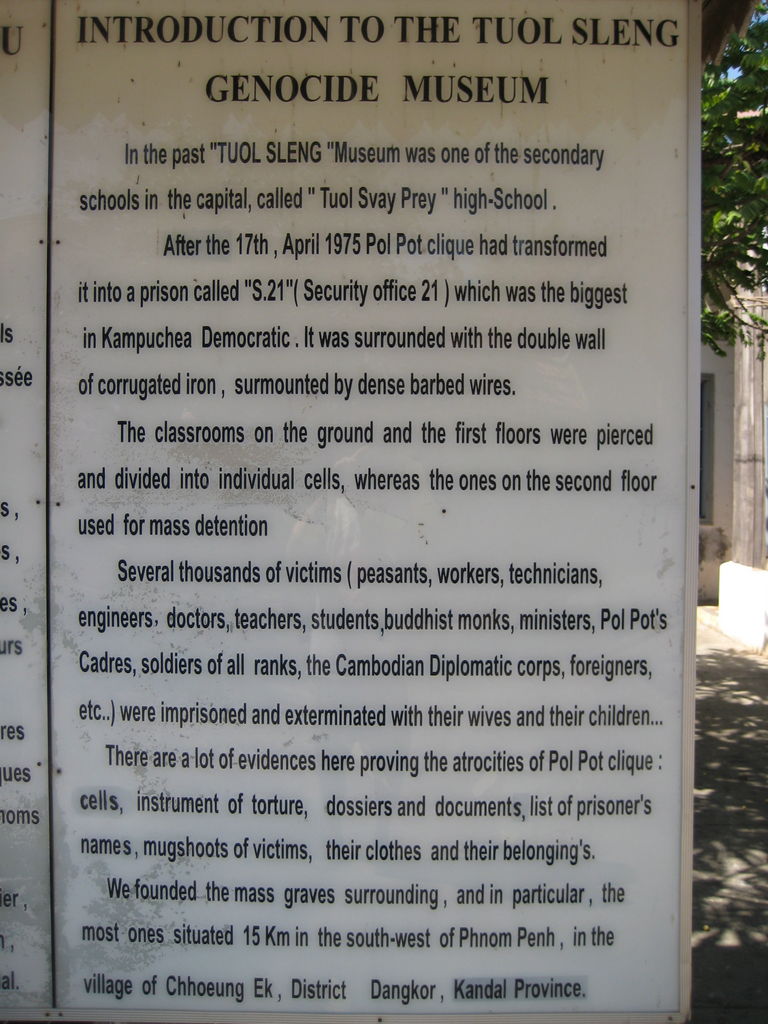 U
ls
ssée
s ,
s ,
es ,
urs
res
ques
noms
ier ,
n ,
al.
INTRODUCTION TO THE TUOL SLENG
GENOCIDE MUSEUM
In the past "TUOL SLENG "Museum was one of the secondary
schools in the capital, called " Tuol Svay Prey " high-School .
After the 17th , April 1975 Pol Pot clique had transformed
it into a prison called "S.21"( Security office 21 ) which was the biggest
in Kampuchea Democratic . It was surrounded with the double wall
of corrugated iron , surmounted by dense barbed wires.
The classrooms on the ground and the first floors were pierced
and divided into individual cells, whereas the ones on the second floor
used for mass detention
Several thousands of victims ( peasants, workers, technicians,
engineers, doctors, teachers, students,buddhist monks, ministers, Pol Pot's
Cadres, soldiers of all ranks, the Cambodian Diplomatic corps, foreigners,
etc..) were imprisoned and exterminated with their wives and their children...
There are a lot of evidences here proving the atrocities of Pol Pot clique :
cells, instrument of torture, dossiers and documents, list of prisoner's
names, mugshoots of victims, their clothes and their belonging's.
We founded the mass graves surrounding , and in particular , the
most ones situated 15 Km in the south-west of Phnom Penh , in the
village of Chhoeung Ek , District Dangkor , Kandal Province.